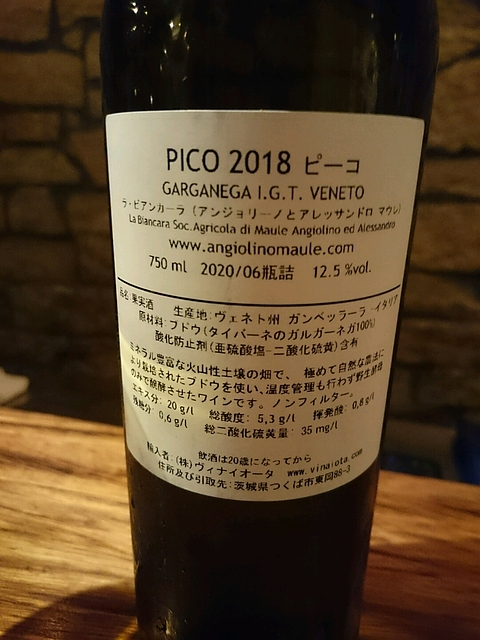 PICO 2018 ピーコ
GARGANEGA I.G.T. VENETO
ラ・ビアンカーラ (アンジョリーノとアレッサンドロ マウレ)
La Biancara Soc.Agricola di Maule Angiolino ed Alessandro
www.angiolinomaule.com
750 ml 2020/06瓶詰 12.5 %vol.
品名:果実酒 生産地:ヴェネト州 ガンベッラーラ・イタリア
原材料:ブドウ(タイバーネのガルガーネガ100%)
酸化防止剤(亜硫酸塩-二酸化硫黄)含有
ミネラル豊富な火山性土壌の畑で、 極めて自然な農法に
より栽培されたブドウを使い、温度管理も行わず野生酵母
のみで醗酵させたワインです。ノンフィルター。
エキス分: 20 g/l 総酸度: 5,3 g/l 揮発酸: 0,8 g/l
残糖分: 0,6 g/l 総二酸化硫黄量: 35 mg/l
飲酒は20歳になってから
輸入者: (株)ヴィナイオータ www.vinaiota.com
住所及び引取先:茨城県つくば市東岡88-3